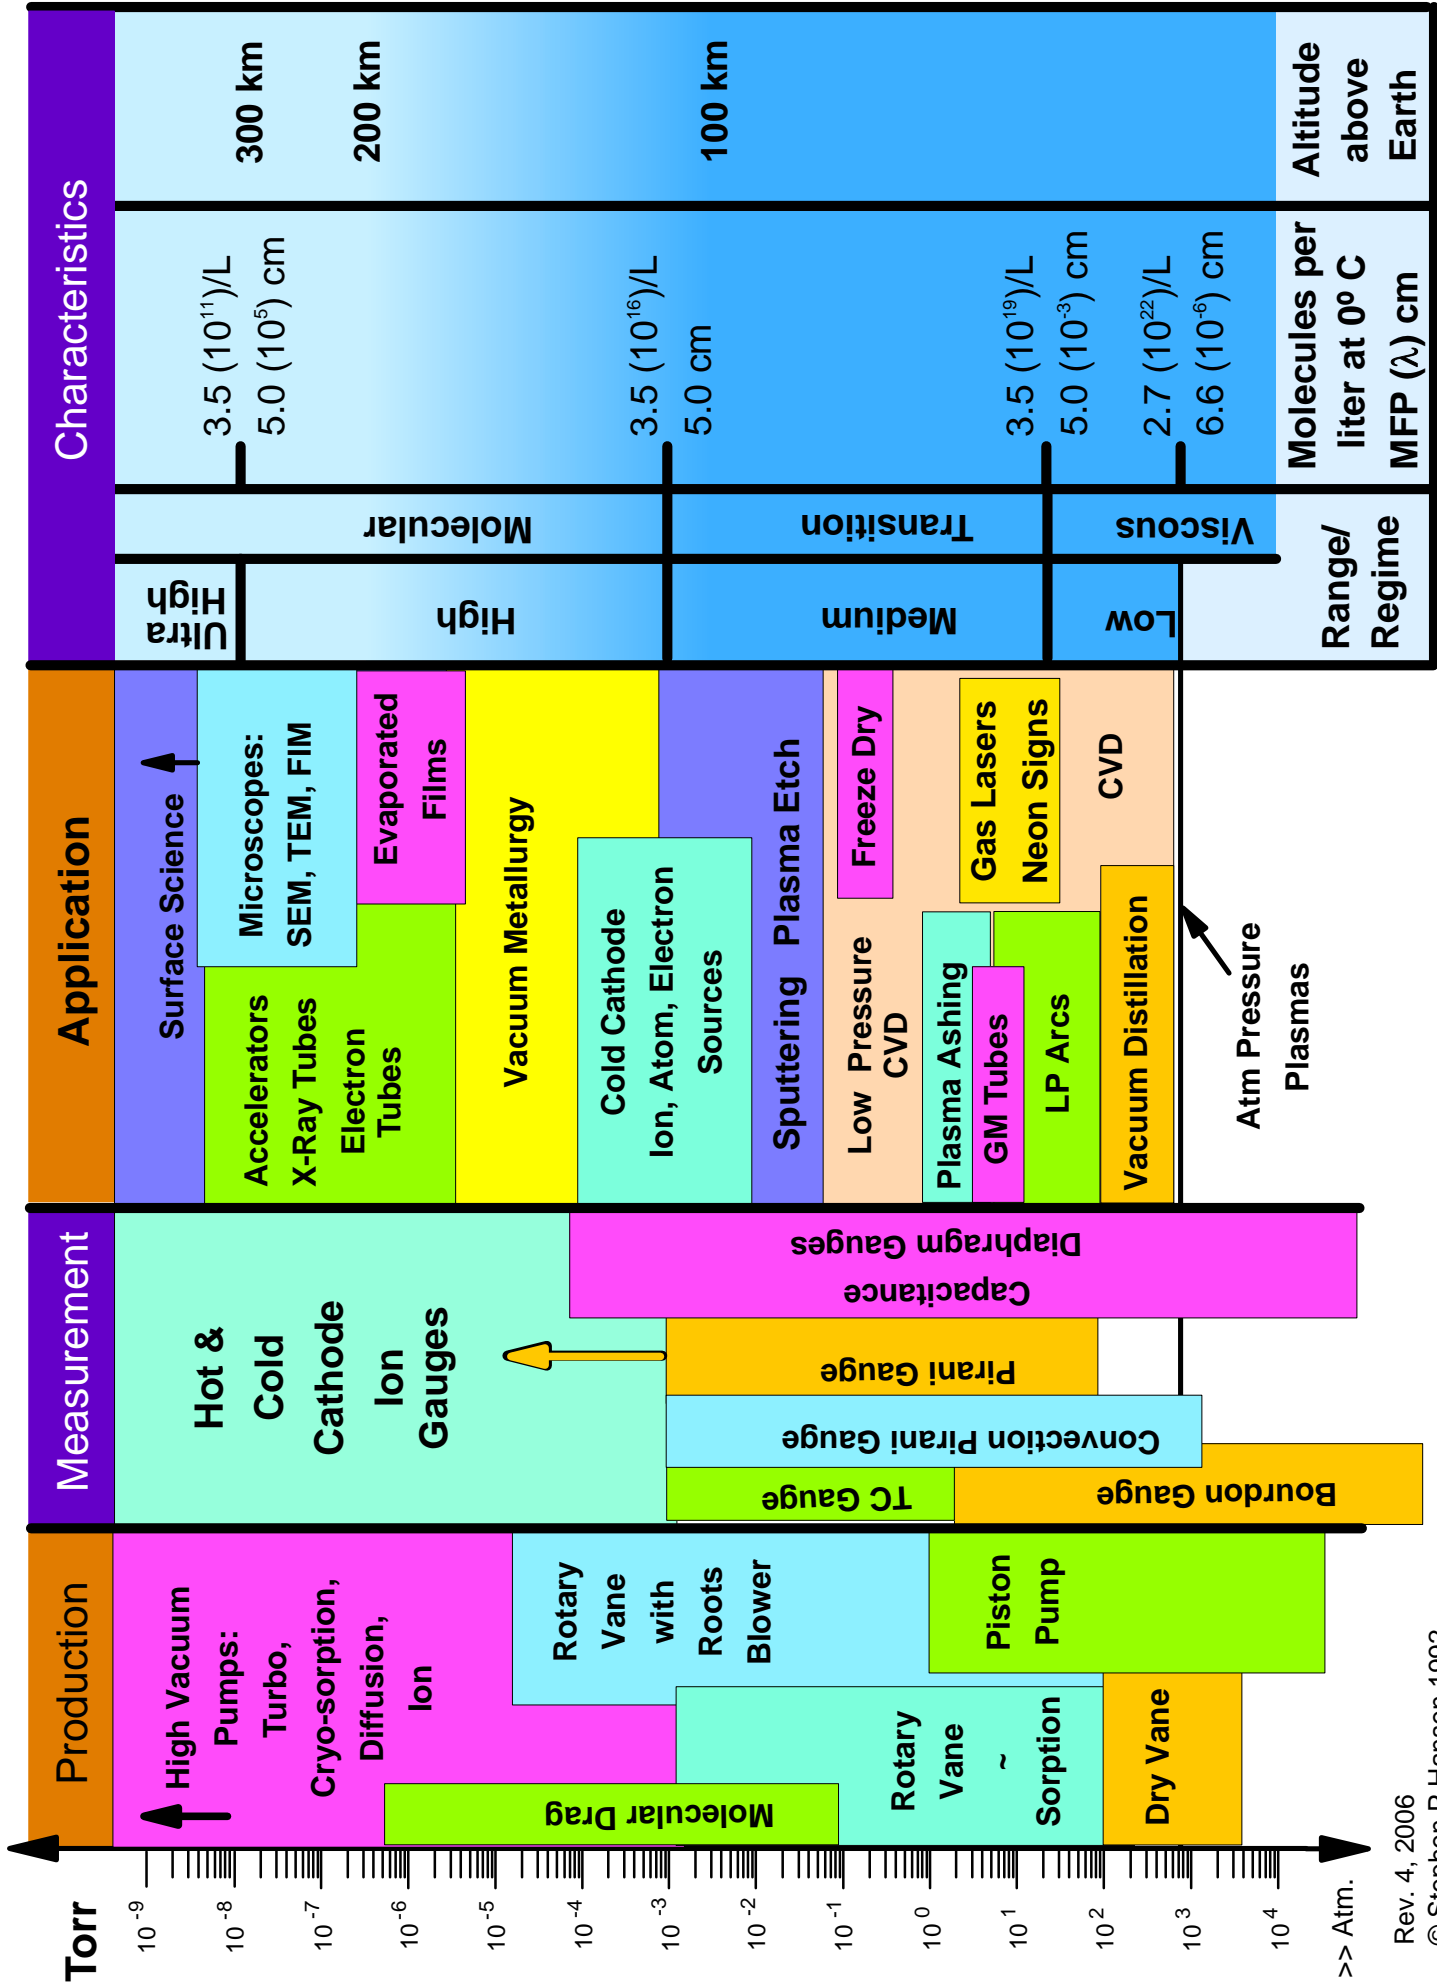 Torr
10 -9
10 -8
10 -7
10 -6
10 -5
10 -4
10 -3
10 -2
10 -1
10 0
10 1
10 2
10 3
10 4
>> Atm.
Rev. 4, 2006
Production
High Vacuum
Pumps:
Turbo,
Cryo-sorption,
Diffusion,
Ion
Molecular Drag
Rotary
Vane
with
Roots
Blower
Rotary
Vane
~
Sorption
Piston
Pump
Dry Vane
Measurement
Hot &
Cold
Cathode
Ion
Gauges
TC Gauge
Bourdon Gauge
Convection Pirani Gauge
Pirani Gauge
Capacitance
Diaphragm Gauges
Application
Surface Science
Microscopes:
SEM, TEM, FIM
Accelerators
X-Ray Tubes
Electron
Tubes
Evaporated
Films
Vacuum Metallurgy
Cold Cathode
Ion, Atom, Electron
Sources
Sputtering Plasma Etch
Low Pressure
CVD
Freeze Dry
Plasma Ashing
GM Tubes
LP Arcs
Gas Lasers
Neon Signs
CVD
Vacuum Distillation
Atm Pressure
Plasmas
Characteristics
Ultra
High
High
Medium
Low
Molecular
Transition
Viscous
Range/
Regime
3.5 (10¹¹)/L
5.0 (10⁵) cm
3.5 (10¹⁶)/L
5.0 cm
3.5 (10¹⁹)/L
5.0 (10⁻³) cm
2.7 (10²²)/L
6.6 (10⁻⁶) cm
Molecules per
liter at 0º C
MFP (λ) cm
300 km
200 km
100 km
Altitude
above
Earth